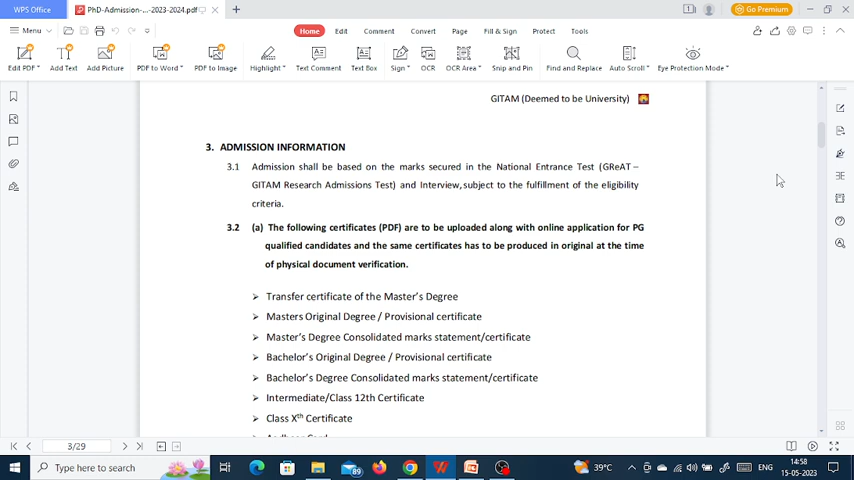 WPS Office
PhD-Admission-...-2023-2024.pdf
Go Premium
Menu
Home
Edit
Comment
Convert
Page
Fill & Sign
Protect
Tools
Edit PDF
Add Text
Add Picture
PDF to Word
PDF to Image
Highlight
Text Comment
Text Box
Sign
OCR
OCR Area
Snip and Pin
Find and Replace
Auto Scroll
Eye Protection Mode
GITAM (Deemed to be University)
3. ADMISSION INFORMATION
3.1 Admission shall be based on the marks secured in the National Entrance Test (GReAT –
GITAM Research Admissions Test) and Interview, subject to the fulfillment of the eligibility
criteria.
3.2 (a) The following certificates (PDF) are to be uploaded along with online application for PG
qualified candidates and the same certificates has to be produced in original at the time
of physical document verification.
➢ Transfer certificate of the Master's Degree
➢ Masters Original Degree / Provisional certificate
➢ Master's Degree Consolidated marks statement/certificate
➢ Bachelor's Original Degree / Provisional certificate
➢ Bachelor's Degree Consolidated marks statement/certificate
➢ Intermediate/Class 12th Certificate
➢ Class Xth Certificate
3/29
Type here to search
89
39°C
ENG
14:58
15-05-2023